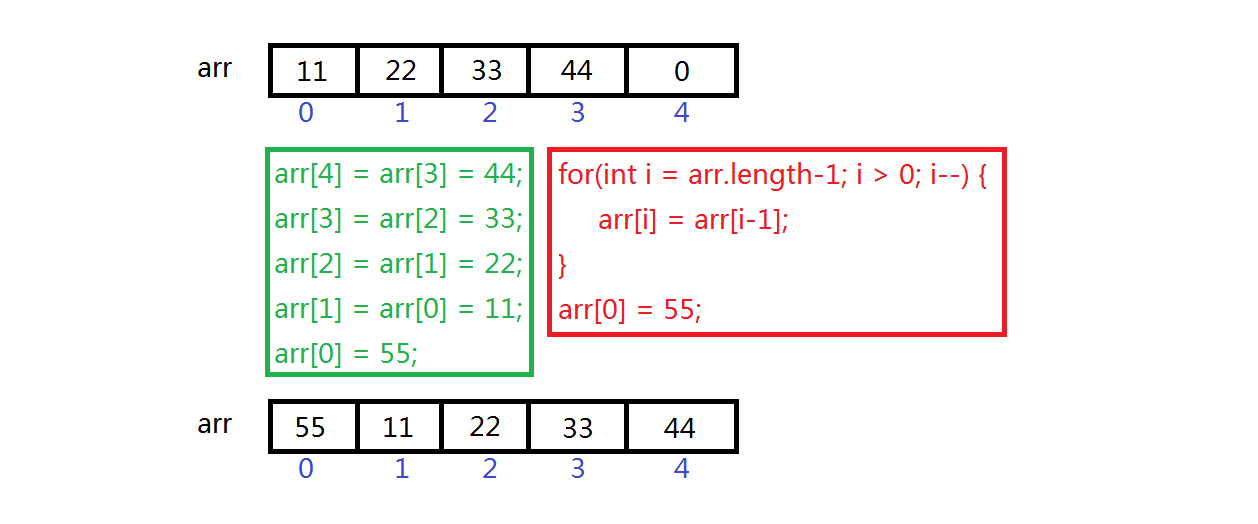 arr 11 22 33 44 0
0 1 2 3 4
arr[4] = arr[3] = 44;
arr[3] = arr[2] = 33;
arr[2] = arr[1] = 22;
arr[1] = arr[0] = 11;
arr[0] = 55;
for(int i = arr.length-1; i > 0; i--) {
arr[i] = arr[i-1];
}
arr[0] = 55;
arr 55 11 22 33 44
0 1 2 3 4